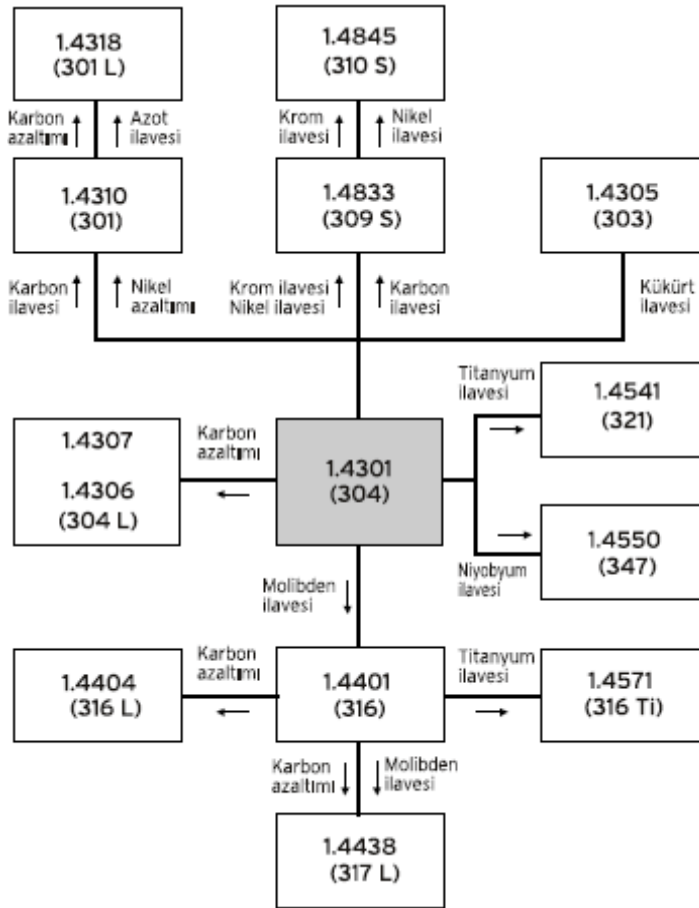 1.4318
(301 L)
1.4845
(310 S)
Karbon
azaltımı
Azot
ilavesi
Krom
ilavesi
Nikel
ilavesi
1.4310
(301)
1.4833
(309 S)
1.4305
(303)
Karbon
ilavesi
Nikel
azaltımı
Krom ilavesi
Nikel ilavesi
Karbon
ilavesi
Kükürt
ilavesi
Titanyum
ilavesi
1.4541
(321)
1.4307
1.4306
(304 L)
Karbon
azaltımı
1.4301
(304)
1.4550
(347)
Niyobyum
ilavesi
Molibden
ilavesi
1.4404
(316 L)
Karbon
azaltımı
1.4401
(316)
Titanyum
ilavesi
1.4571
(316 Ti)
Karbon
azaltımı
Molibden
ilavesi
1.4438
(317 L)